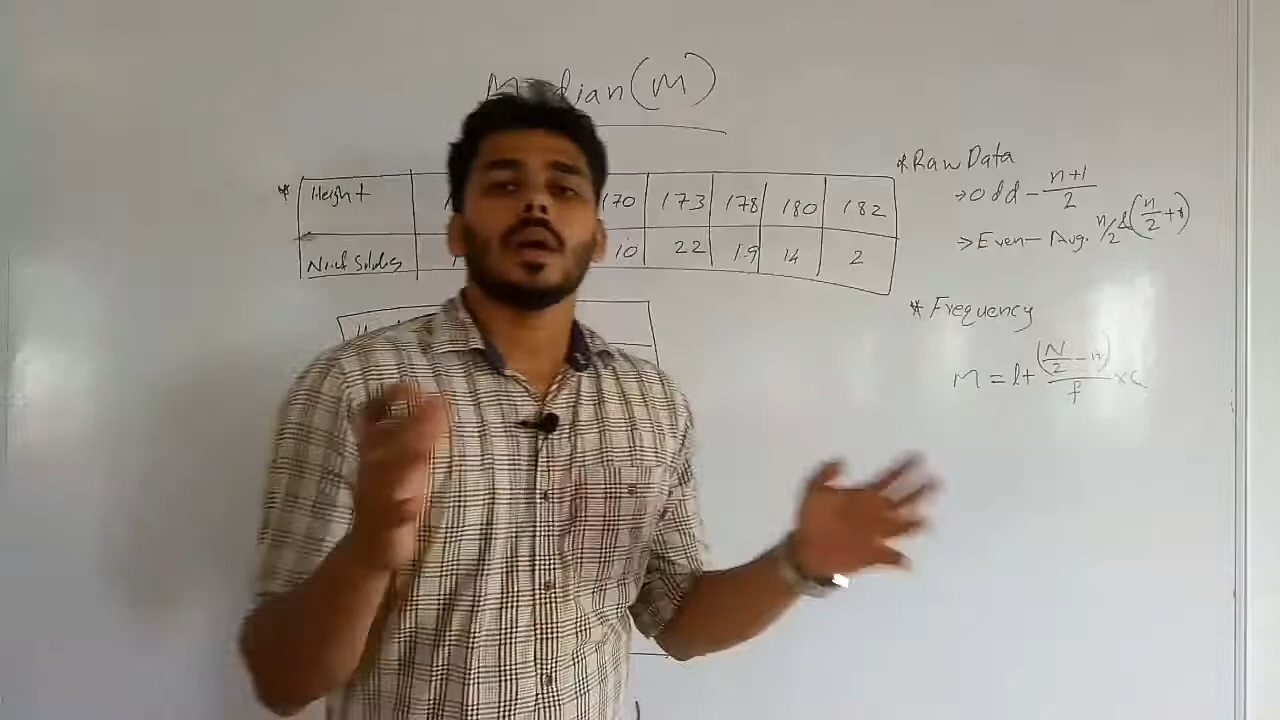 M dian (M)
* Height 170 173 178 180 182
No. of Soldiers 10 22 19 14 2
* Raw Data
→ Odd - n+1/2
→ Even - Avg. n/2 & (n/2 + 1)
* Frequency
M = l + (N/2 - m)/f × c